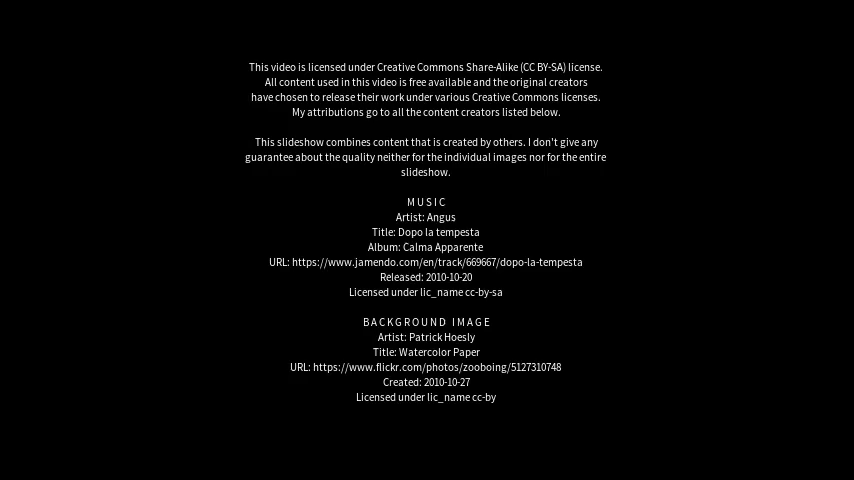 This video is licensed under Creative Commons Share-Alike (CC BY-SA) license.
All content used in this video is free available and the original creators
have chosen to release their work under various Creative Commons licenses.
My attributions go to all the content creators listed below.
This slideshow combines content that is created by others. I don't give any
guarantee about the quality neither for the individual images nor for the entire
slideshow.
MUSIC
Artist: Angus
Title: Dopo la tempesta
Album: Calma Apparente
URL: https://www.jamendo.com/en/track/669667/dopo-la-tempesta
Released: 2010-10-20
Licensed under lic_name cc-by-sa
BACKGROUND IMAGE
Artist: Patrick Hoesly
Title: Watercolor Paper
URL: https://www.flickr.com/photos/zooboing/5127310748
Created: 2010-10-27
Licensed under lic_name cc-by